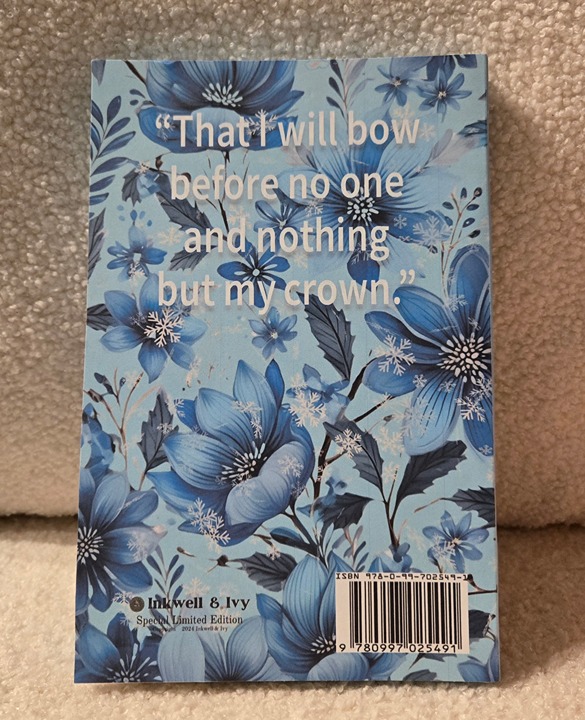 “That I will bow
before no one
and nothing
but my crown.”
ISBN 978-0-99-702549-1
Inkwell & Ivy
Special Limited Edition
2024 Inkwell & Ivy
9 780997 025491